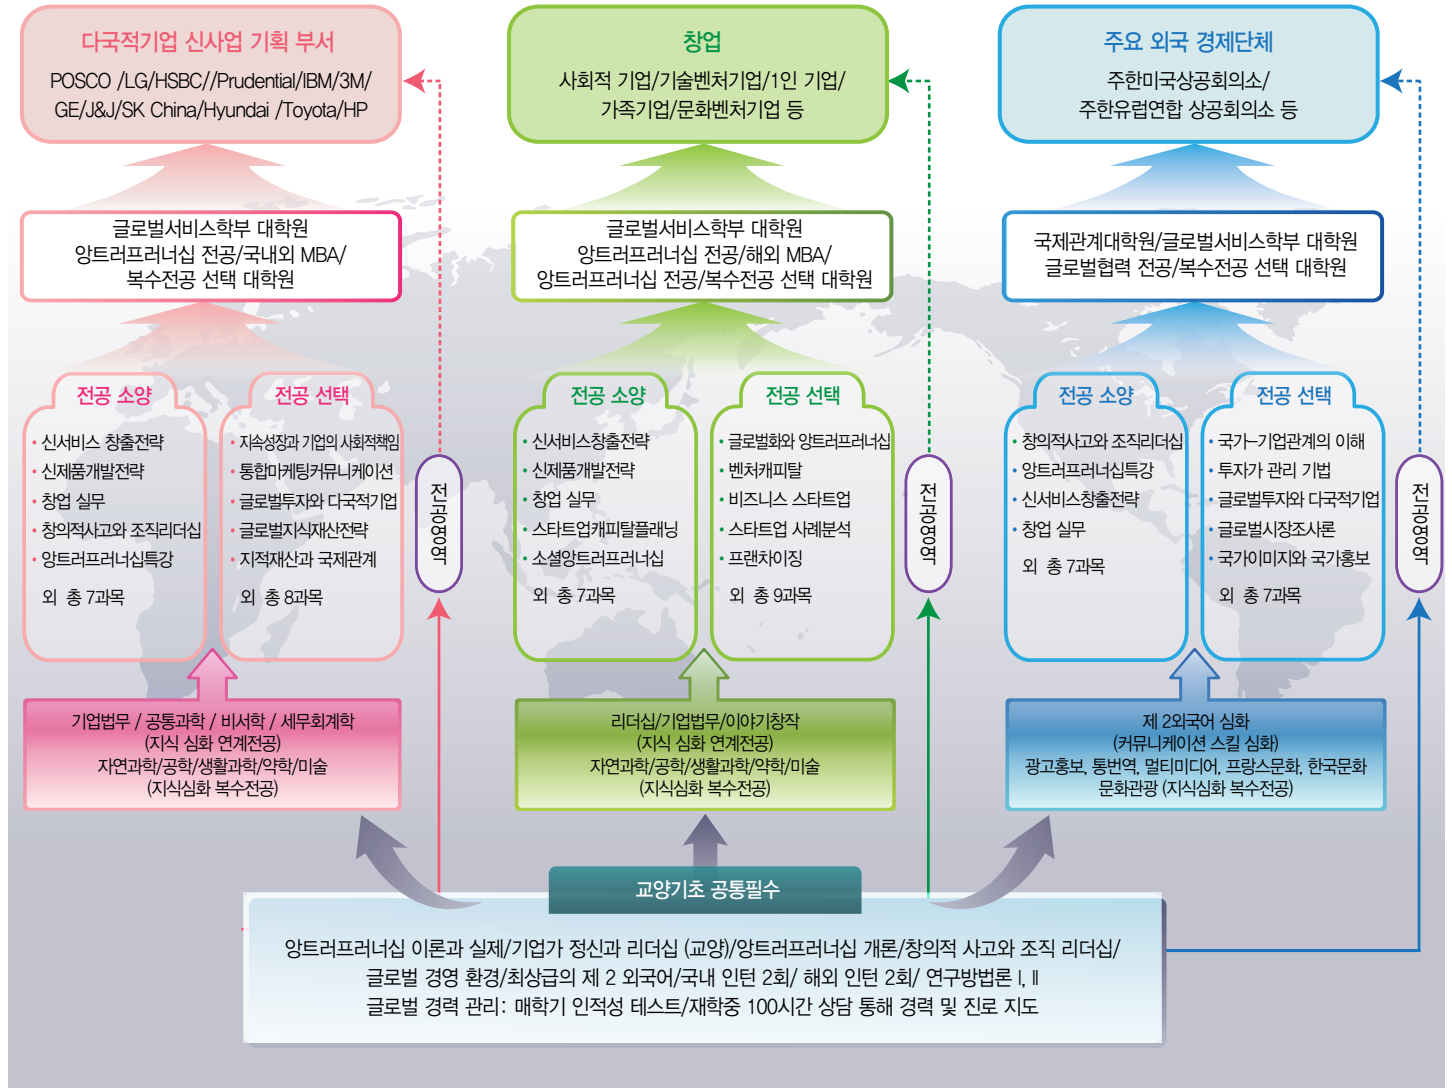 다국적기업 신사업 기획 부서
POSCO /LG/HSBC//Prudential/IBM/3M/
GE/J&J/SK China/Hyundai /Toyota/HP
창업
사회적 기업/기술벤처기업/1인 기업/
가족기업/문화벤처기업 등
주요 외국 경제단체
주한미국상공회의소/
주한유럽연합 상공회의소 등
글로벌서비스학부 대학원
앙트러프러너십 전공/국내외 MBA/
복수전공 선택 대학원
글로벌서비스학부 대학원
앙트러프러너십 전공/해외 MBA/
앙트러프러너십 전공/복수전공 선택 대학원
국제관계대학원/글로벌서비스학부 대학원
글로벌협력 전공/복수전공 선택 대학원
전공 소양
• 신서비스 창출전략
• 신제품개발전략
• 창업 실무
• 창의적사고와 조직리더십
• 앙트러프러너십특강
외 총 7과목
전공 선택
• 지속성장과 기업의 사회적책임
• 통합마케팅커뮤니케이션
• 글로벌투자와 다국적기업
• 글로벌지식재산전략
• 지적재산과 국제관계
외 총 8과목
전공영역
전공 소양
• 신서비스창출전략
• 신제품개발전략
• 창업 실무
• 스타트업캐피탈플래닝
• 소셜앙트러프러너십
외 총 7과목
전공 선택
• 글로벌화와 앙트러프러너십
• 벤처캐피탈
• 비즈니스 스타트업
• 스타트업 사례분석
• 프랜차이징
외 총 9과목
전공영역
전공 소양
• 창의적사고와 조직리더십
• 앙트러프러너십특강
• 신서비스창출전략
• 창업 실무
외 총 7과목
전공 선택
• 국가–기업관계의 이해
• 투자가 관리 기법
• 글로벌투자와 다국적기업
• 글로벌시장조사론
• 국가이미지와 국가홍보
외 총 7과목
전공영역
기업법무 / 공통과학 / 비서학 / 세무회계학
(지식 심화 연계전공)
자연과학/공학/생활과학/약학/미술
(지식심화 복수전공)
리더십/기업법무/이야기창작
(지식 심화 연계전공)
자연과학/공학/생활과학/약학/미술
(지식심화 복수전공)
제 2외국어 심화
(커뮤니케이션 스킬 심화)
광고홍보, 통번역, 멀티미디어, 프랑스문화, 한국문화
문화관광 (지식심화 복수전공)
교양기초 공통필수
앙트러프러너십 이론과 실제/기업가 정신과 리더십 (교양)/앙트러프러너십 개론/창의적 사고와 조직 리더십/
글로벌 경영 환경/최상급의 제 2 외국어/국내 인턴 2회/ 해외 인턴 2회/ 연구방법론 Ⅰ, Ⅱ
글로벌 경력 관리: 매학기 인적성 테스트/재학중 100시간 상담 통해 경력 및 진로 지도